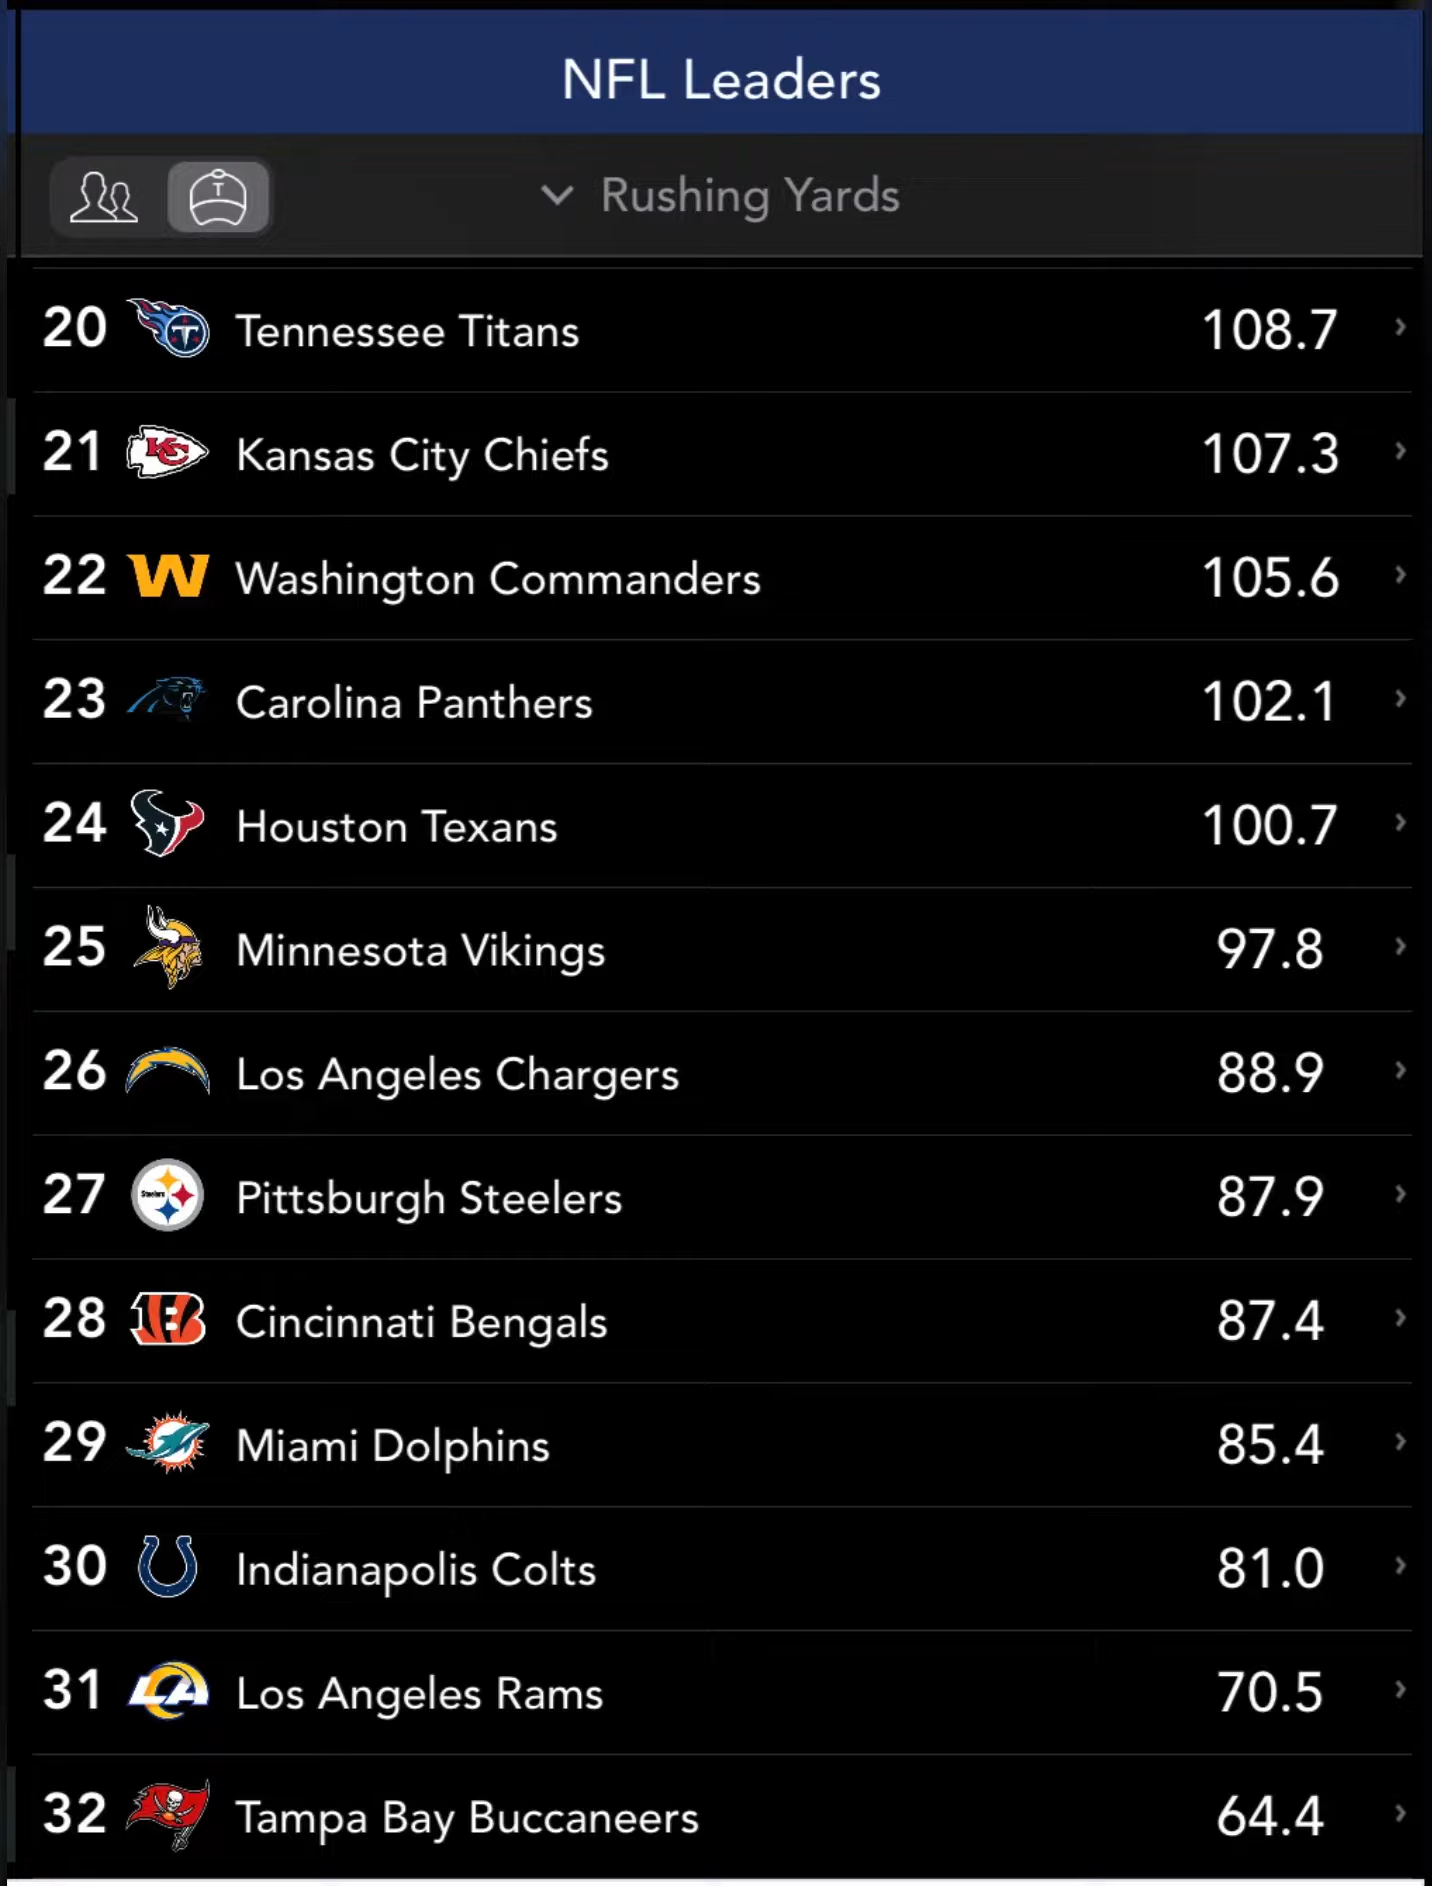 NFL Leaders
T
Rushing Yards
20 T Tennessee Titans 108.7
21 KC Kansas City Chiefs 107.3
22 W Washington Commanders 105.6
23 Carolina Panthers 102.1
24 Houston Texans 100.7
25 Minnesota Vikings 97.8
26 Los Angeles Chargers 88.9
27 Steelers Pittsburgh Steelers 87.9
28 B Cincinnati Bengals 87.4
29 Miami Dolphins 85.4
30 Indianapolis Colts 81.0
31 LA Los Angeles Rams 70.5
32 Tampa Bay Buccaneers 64.4